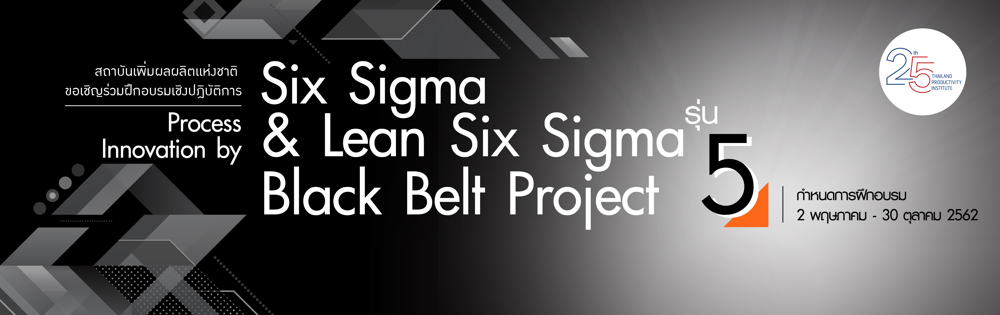 สถาบันเพิ่มผลผลิตแห่งชาติ
ขอเชิญร่วมฝึกอบรมเชิงปฏิบัติการ
Process
Innovation by
Six Sigma
& Lean Six Sigma
Black Belt Project
รุ่น
5
กำหนดการฝึกอบรม
2 พฤษภาคม - 30 ตุลาคม 2562
25th
THAILAND
PRODUCTIVITY
INSTITUTE